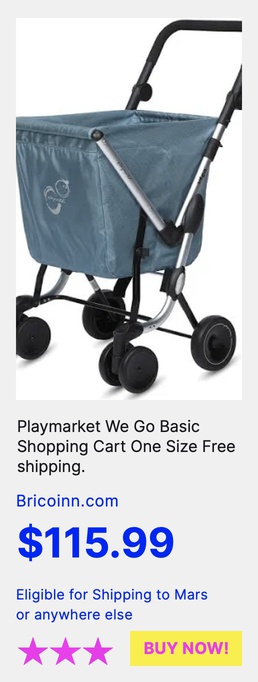 Playmarket We Go Basic
Shopping Cart One Size Free
shipping.
Bricoinn.com
$115.99
Eligible for Shipping to Mars
or anywhere else
BUY NOW!